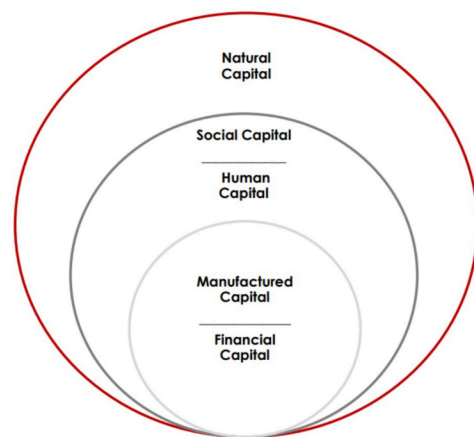 Natural
Capital
Social Capital
Human
Capital
Manufactured
Capital
Financial
Capital